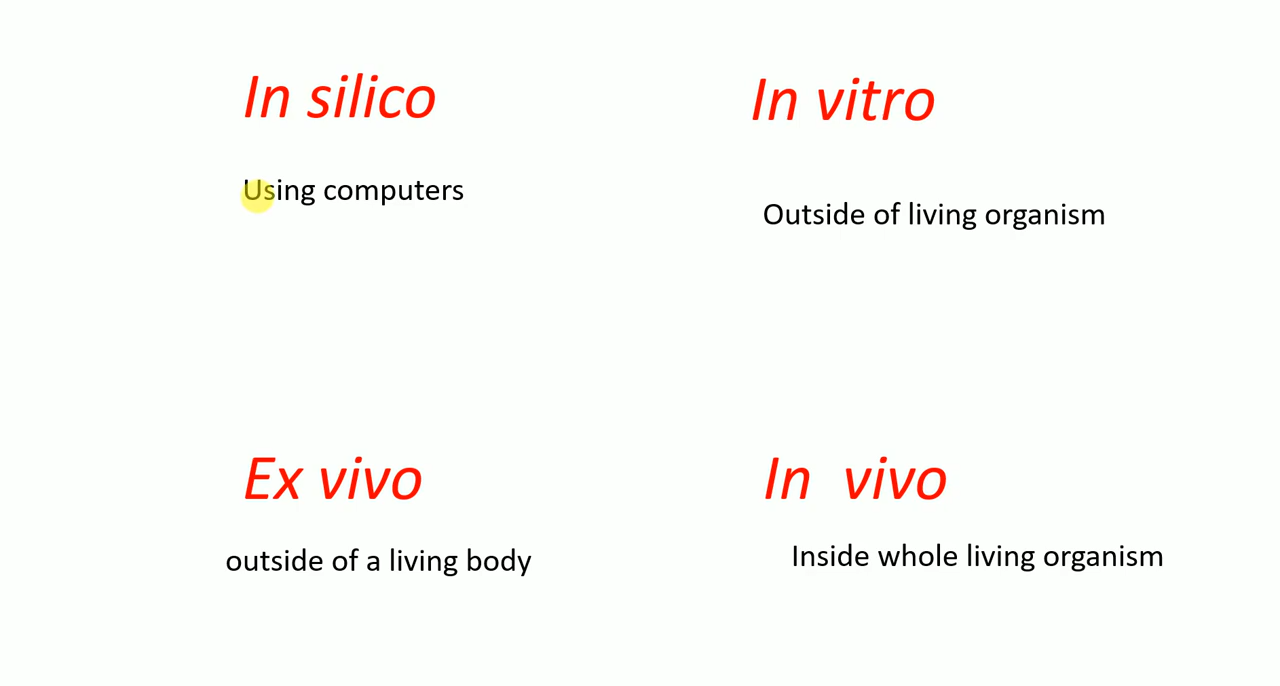 In silico
Using computers
In vitro
Outside of living organism
Ex vivo
outside of a living body
In  vivo
Inside whole living organism